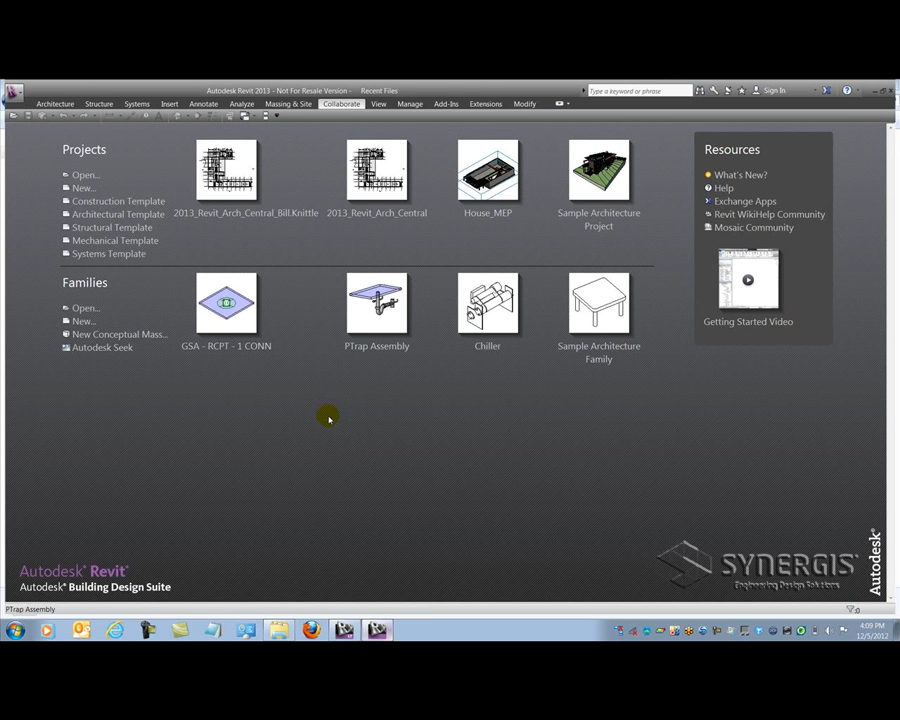 Autodesk Revit 2013 - Not For Resale Version - Recent Files
Type a keyword or phrase
Sign In
Architecture Structure Systems Insert Annotate Analyze Massing & Site Collaborate View Manage Add-Ins Extensions Modify
Projects
Open...
New...
Construction Template
Architectural Template
Structural Template
Mechanical Template
Systems Template
2013_Revit_Arch_Central_Bill.Knittle
2013_Revit_Arch_Central
House_MEP
Sample Architecture
Project
Families
Open...
New...
New Conceptual Mass...
Autodesk Seek
GSA - RCPT - 1 CONN
PTrap Assembly
Chiller
Sample Architecture
Family
Resources
What's New?
Help
Exchange Apps
Revit WikiHelp Community
Mosaic Community
Getting Started Video
Autodesk® Revit®
Autodesk® Building Design Suite
SYNERGIS®
Engineering Design Solutions
Autodesk®
PTrap Assembly
:0
4:09 PM
12/5/2012